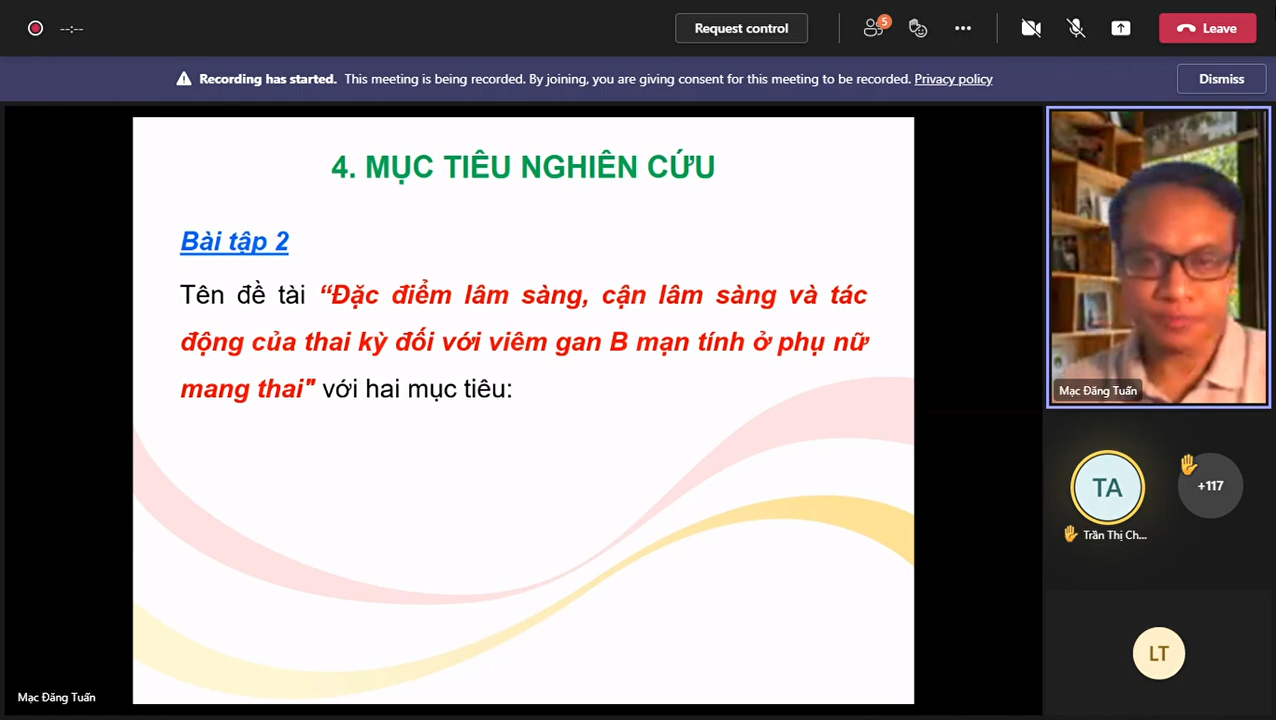 --:--
Request control
5
Leave
Recording has started. This meeting is being recorded. By joining, you are giving consent for this meeting to be recorded. Privacy policy
Dismiss
4. MỤC TIÊU NGHIÊN CỨU
Bài tập 2
Tên đề tài “Đặc điểm lâm sàng, cận lâm sàng và tác
động của thai kỳ đối với viêm gan B mạn tính ở phụ nữ
mang thai" với hai mục tiêu:
Mạc Đăng Tuấn
Mạc Đăng Tuấn
TA
Trần Thị Ch...
+117
LT